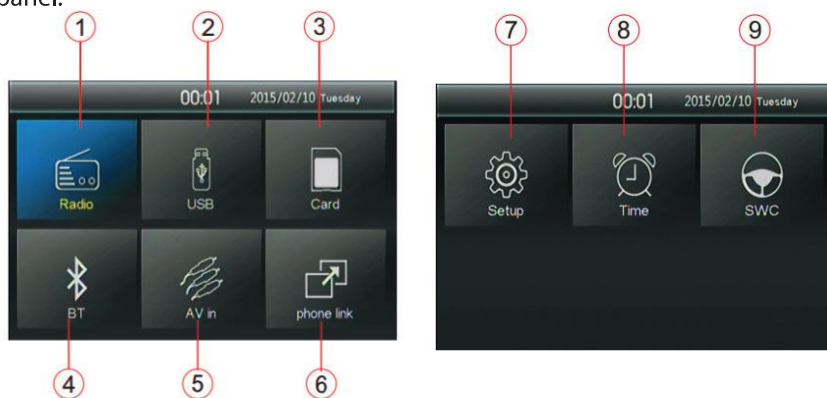 panel.
1 2 3
00:01 2015/02/10 Tuesday
Radio USB Card
BT AV in phone link
4 5 6
7 8 9
00:01 2015/02/10 Tuesday
Setup Time SWC